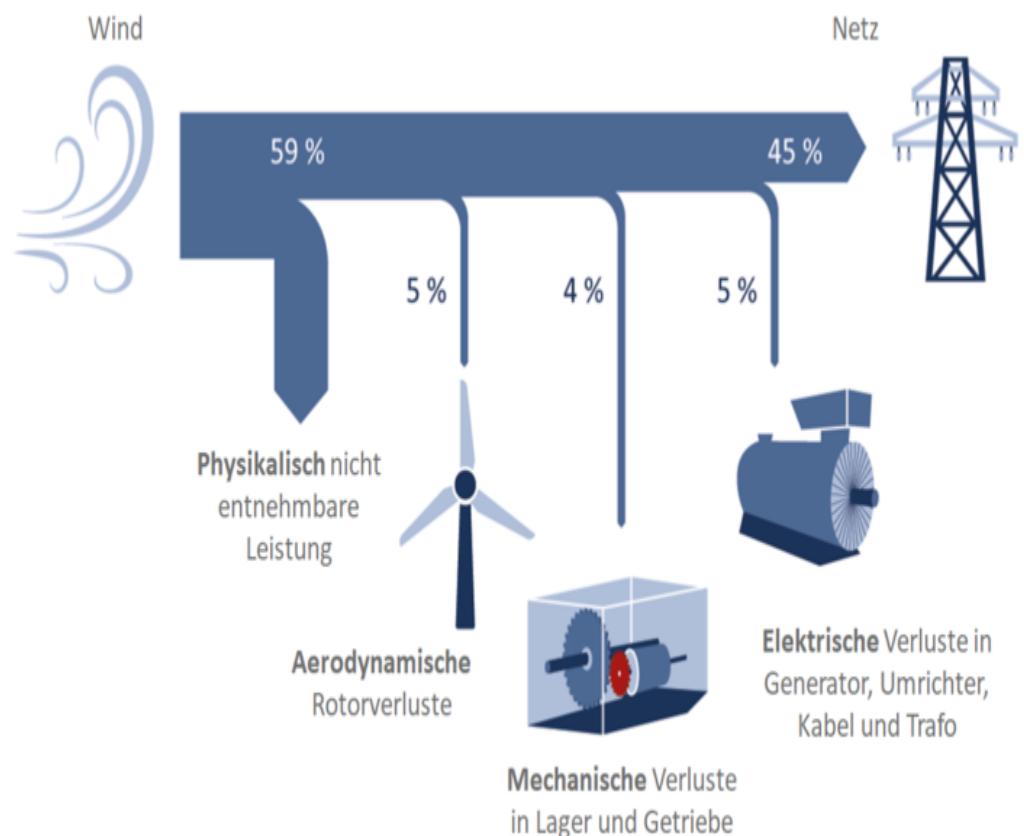 Wind
Netz
59 %
45 %
5 %
4 %
5 %
Physikalisch nicht
entnehmbare
Leistung
Aerodynamische
Rotorverluste
Mechanische Verluste
in Lager und Getriebe
Elektrische Verluste in
Generator, Umrichter,
Kabel und Trafo